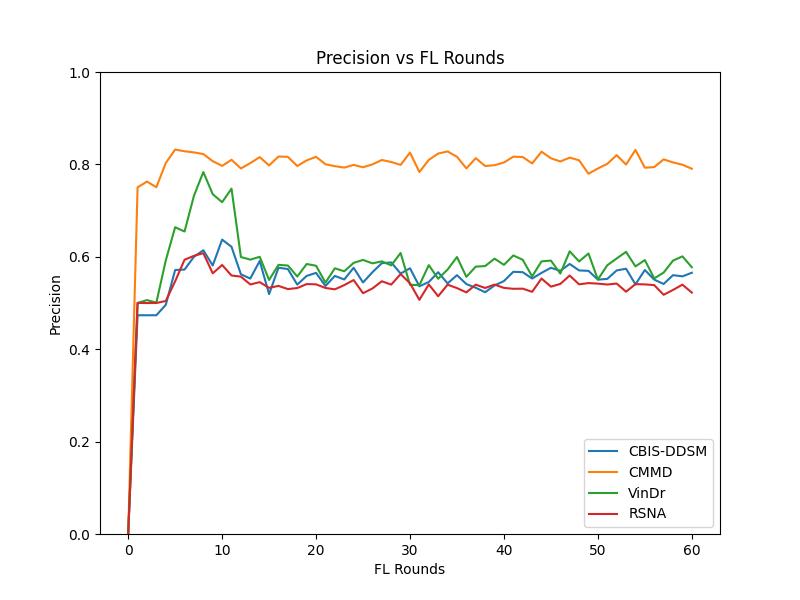 Precision vs FL Rounds
1.0
0.8
0.6
0.4
0.2
0.0
Precision
0 10 20 30 40 50 60
FL Rounds
CBIS-DDSM
CMMD
VinDr
RSNA